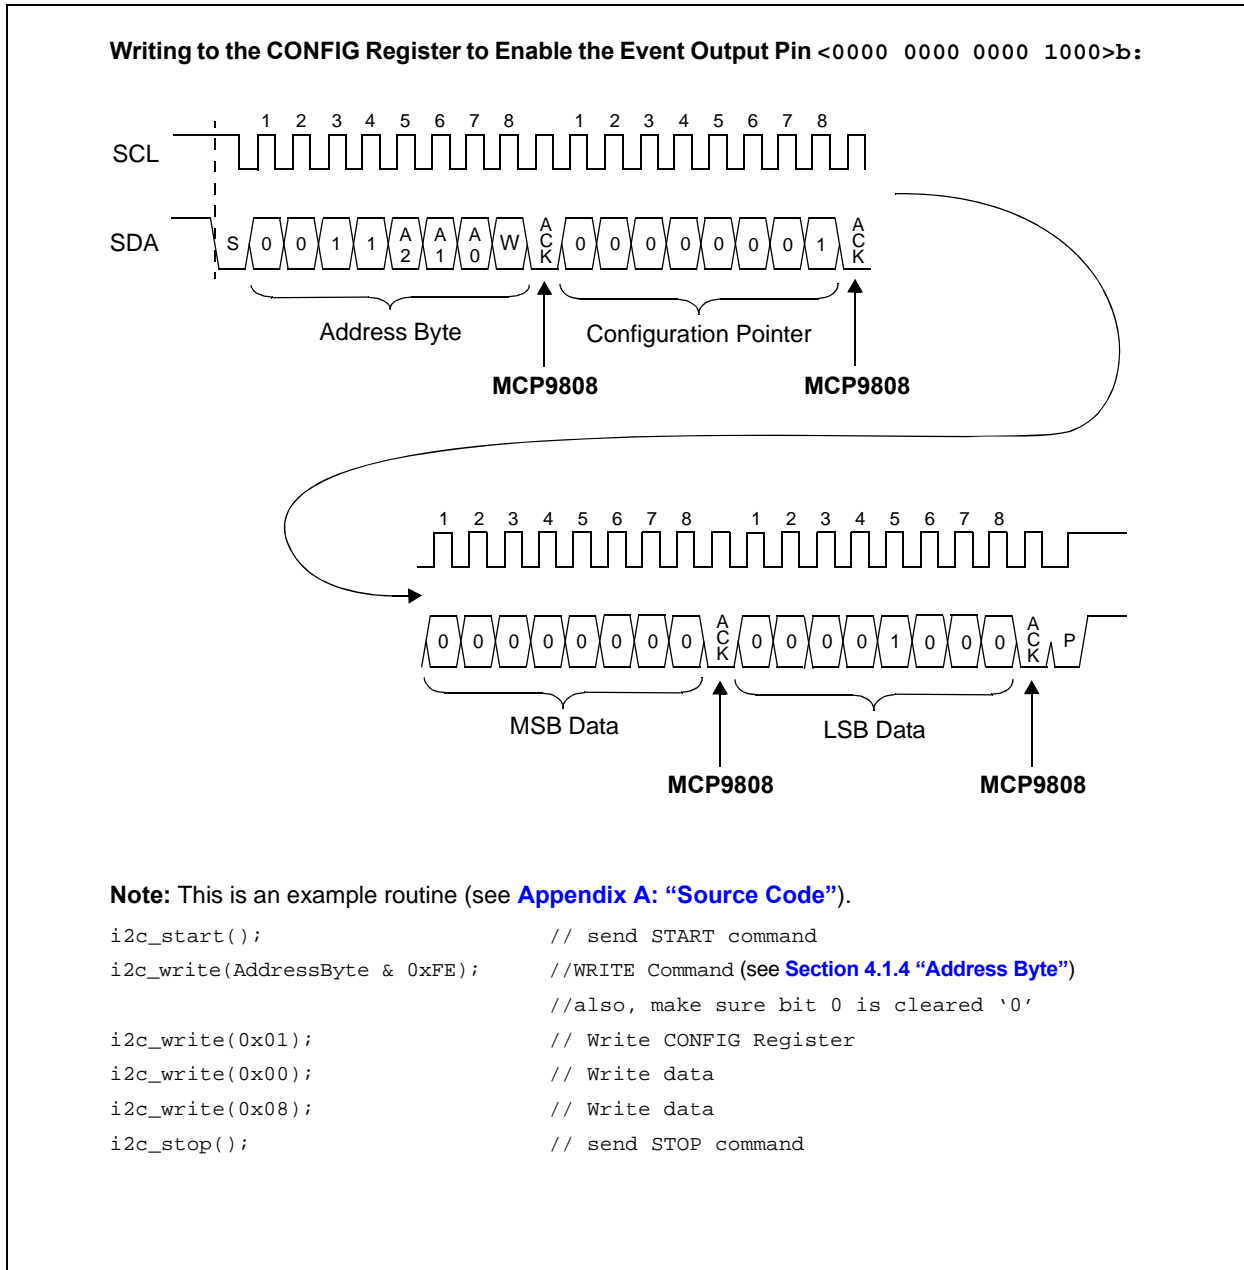 Writing to the CONFIG Register to Enable the Event Output Pin <0000 0000 0000 1000>b:
1 2 3 4 5 6 7 8 1 2 3 4 5 6 7 8
SCL
SDA S 0 0 1 1 A2 A1 A0 W ACK 0 0 0 0 0 0 0 1 ACK
Address Byte Configuration Pointer
MCP9808 MCP9808
1 2 3 4 5 6 7 8 1 2 3 4 5 6 7 8
0 0 0 0 0 0 0 0 ACK 0 0 0 0 1 0 0 0 ACK P
MSB Data LSB Data
MCP9808 MCP9808
Note: This is an example routine (see Appendix A: “Source Code”).
i2c_start(); // send START command
i2c_write(AddressByte & 0xFE); //WRITE Command (see Section 4.1.4 “Address Byte”)
//also, make sure bit 0 is cleared ‘0’
i2c_write(0x01); // Write CONFIG Register
i2c_write(0x00); // Write data
i2c_write(0x08); // Write data
i2c_stop(); // send STOP command